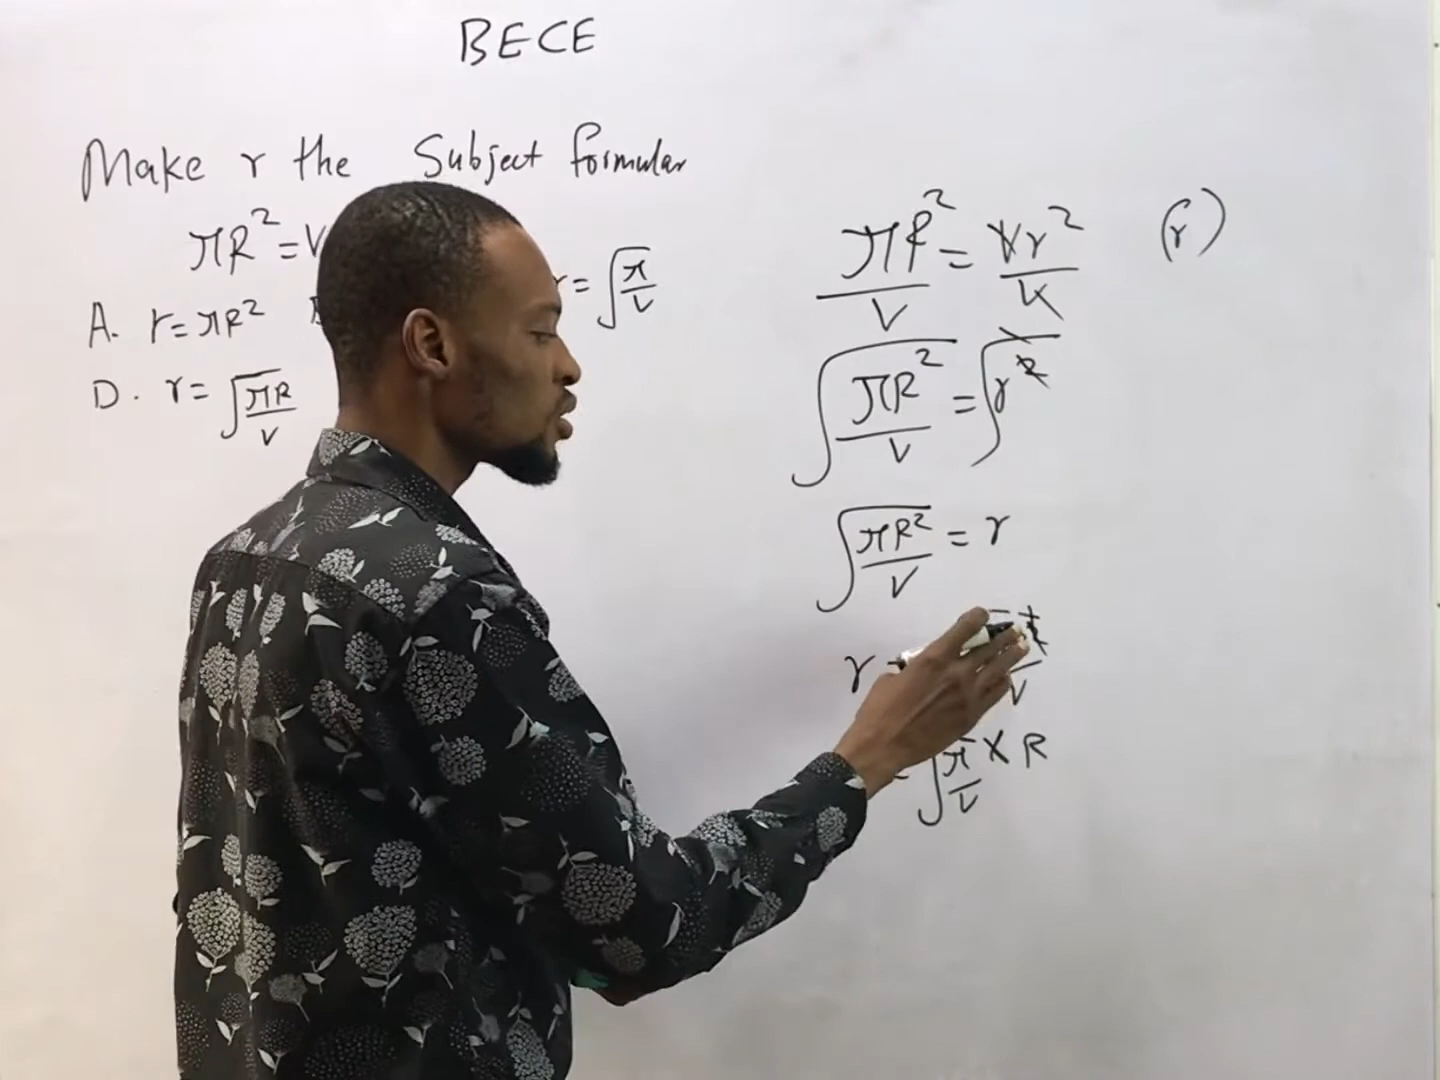 BECE
Make r the Subject formular
πR²=V
A. r=πR²
r=√(π/V)
D. r=√(πR/V)
πR²/V = Vr²/V (r)
√(πR²/V) = √r²
√(πR²/V) = r
r
V
= √(π/V) X R